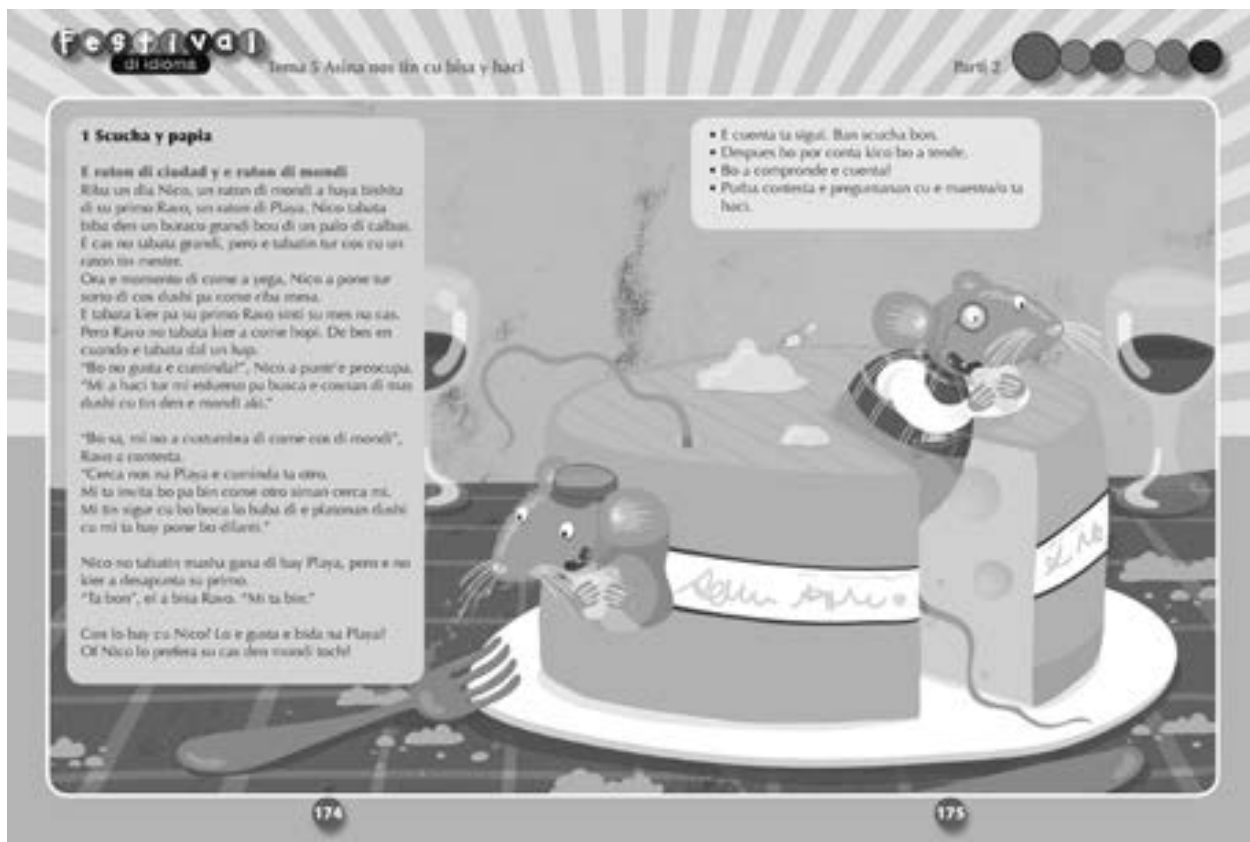 Festival
di idioma
Tema 5 Asina nos tin cu bisa y haci
Parti 2
1 Scucha y papia
E raton di ciudad y e raton di mondi
Riba un dia Nico, un raton di mondi a haya bishita
di su primo Ravo, un raton di Playa. Nico tabata
biba den un buraco grandi bou di un palo di calbas.
E cas no tabata grandi, pero e tabatin tur cos cu un
raton tin mester.
Ora e momento di come a yega, Nico a pone tur
sorto di cos dushi pa come riba mesa.
E tabata kier pa su primo Ravo sinti su mes na cas.
Pero Ravo no tabata kier a come hopi. De bes en
cuando e tabata dal un hap.
"Bo no gusta e cuminda?", Nico a puntr'e preocupa.
"Mi a haci tur mi esfuerso pa busca e cosnan di mas
dushi cu tin den e mondi aki."
"Bo sa, mi no a custumbra di come cos di mondi",
Ravo a contesta.
"Cerca nos na Playa e cuminda ta otro.
Mi ta invita bo pa bin come otro siman cerca mi.
Mi tin sigur cu bo boca lo baba di e platonan dushi
cu mi ta bay pone bo dilanti."
Nico no tabatin masha gana di bay Playa, pero e no
kier a desapunta su primo.
"Ta bon", el a bisa Ravo. "Mi ta bin."
Con lo bay cu Nico? Lo e gusta e bida na Playa?
Of Nico lo prefera su cas den mondi toch?
• E cuenta ta sigui. Ban scucha bon.
• Despues bo por conta kico bo a tende.
• Bo a compronde e cuenta?
• Purba contesta e preguntanan cu e maestra/o ta
haci.
174
175